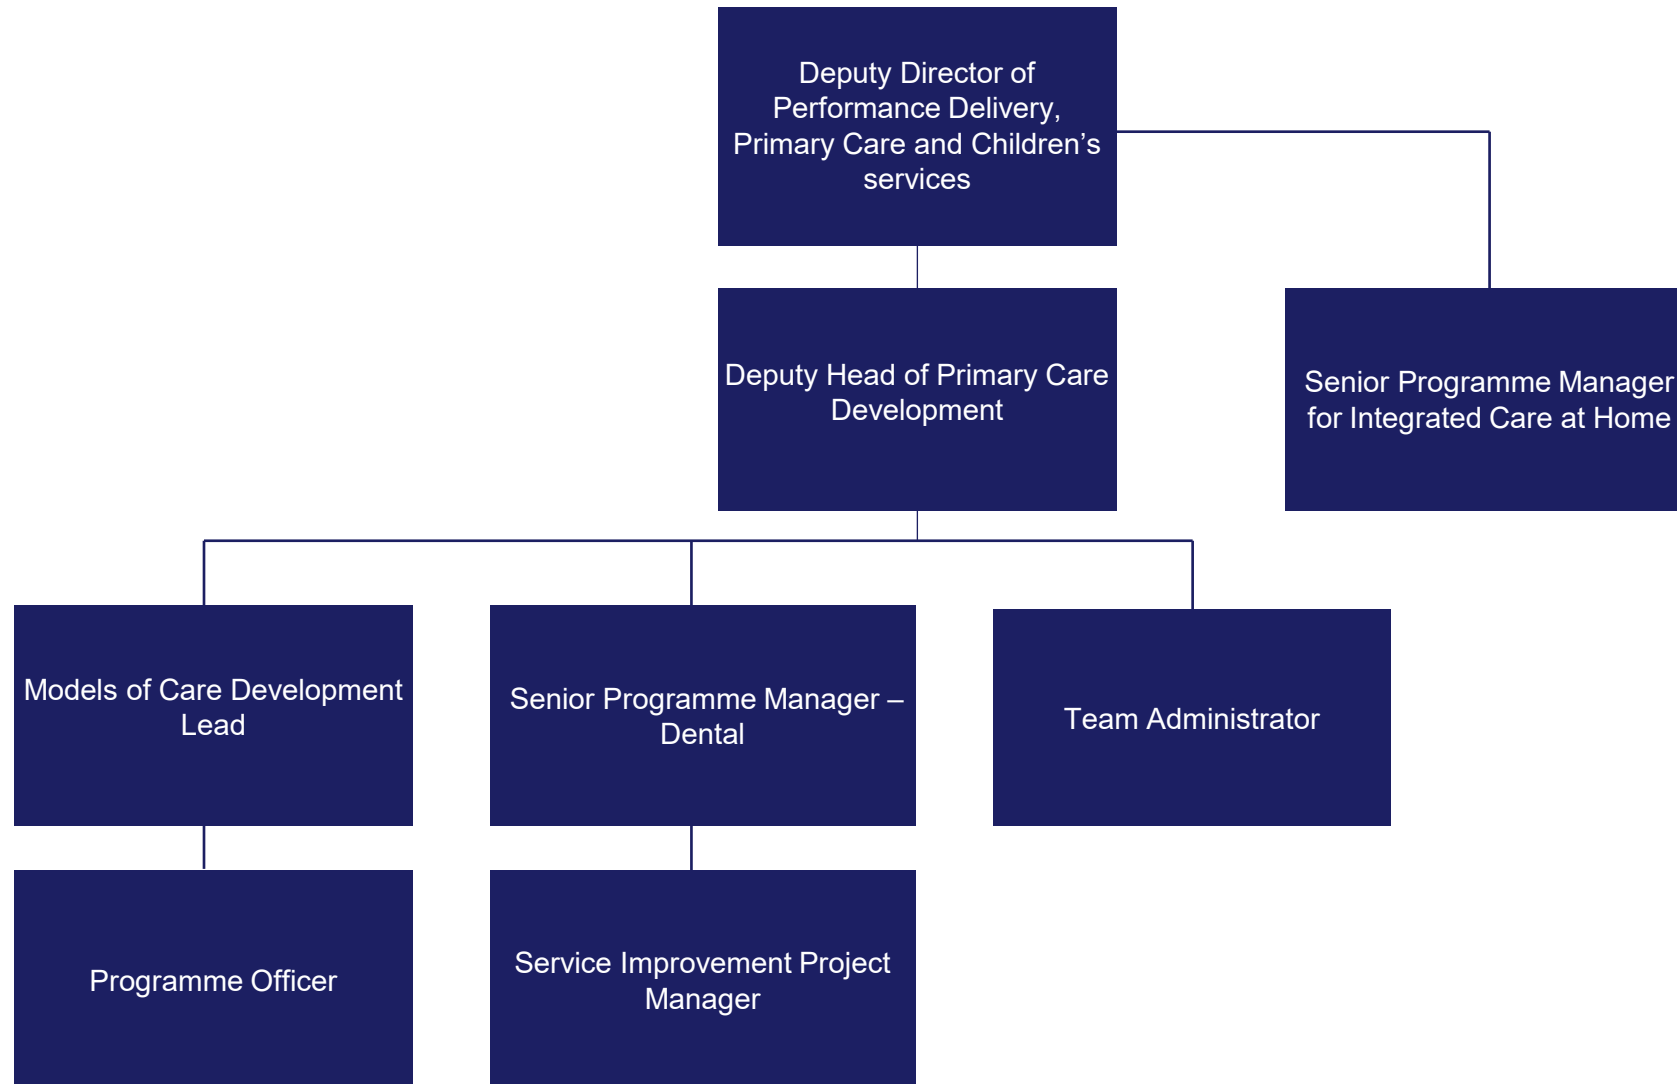 Deputy Director of
Performance Delivery,
Primary Care and Children’s
services
Deputy Head of Primary Care
Development
Senior Programme Manager
for Integrated Care at Home
Models of Care Development
Lead
Senior Programme Manager –
Dental
Team Administrator
Programme Officer
Service Improvement Project
Manager